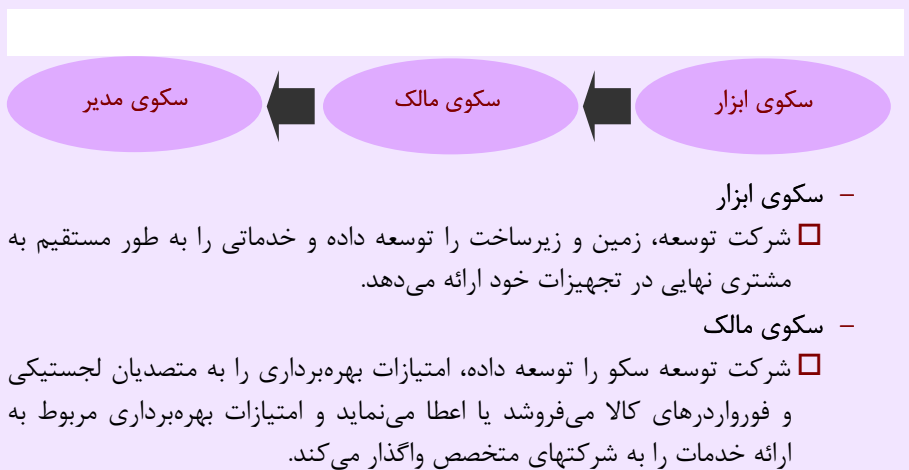 سکوی ابزار
سکوی مالک
سکوی مدیر
– سکوی ابزار
شرکت توسعه، زمین و زیرساخت را توسعه داده و خدماتی را به طور مستقیم به
مشتری نهایی در تجهیزات خود ارائه می‌دهد.
– سکوی مالک
شرکت توسعه سکو را توسعه داده، امتیازات بهره‌برداری را به متصدیان لجستیکی
و فورواردرهای کالا می‌فروشد یا اعطا می‌نماید و امتیازات بهره‌برداری مربوط به
ارائه خدمات را به شرکتهای متخصص واگذار می‌کند.